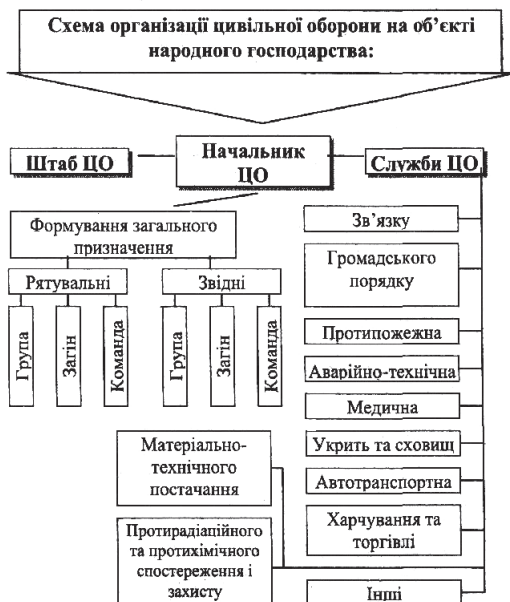 Схема організації цивільної оборони на об’єкті
народного господарства:
Штаб ЦО
Начальник
ЦО
Служби ЦО
Формування загального
призначення
Рятувальні
Звідні
Група
Загін
Команда
Група
Загін
Команда
Зв’язку
Громадського
порядку
Протипожежна
Аварійно-технічна
Медична
Укрить та сховищ
Автотранспортна
Харчування та
торгівлі
Інші
Матеріально-
технічного
постачання
Протирадіаційного
та протихімічного
спостереження і
захисту